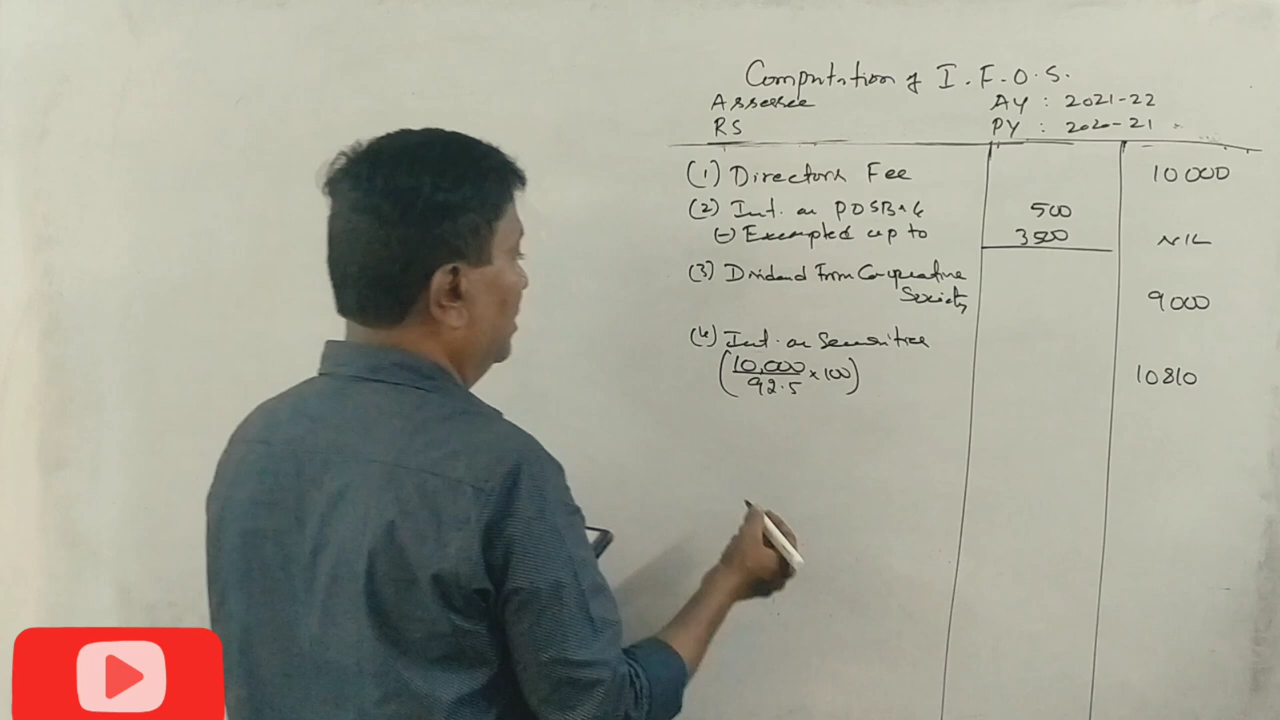 Computation of I.F.O.S.
Assessee AY : 2021-22
RS PY : 2020-21
(1) Directors Fee 10000
(2) Int. on POSB A/c 500
(-) Exempted up to 3500 NIL
(3) Dividend From Co-operative
Society 9000
(4) Int. on Securities
(10,000/92.5 × 100) 10810